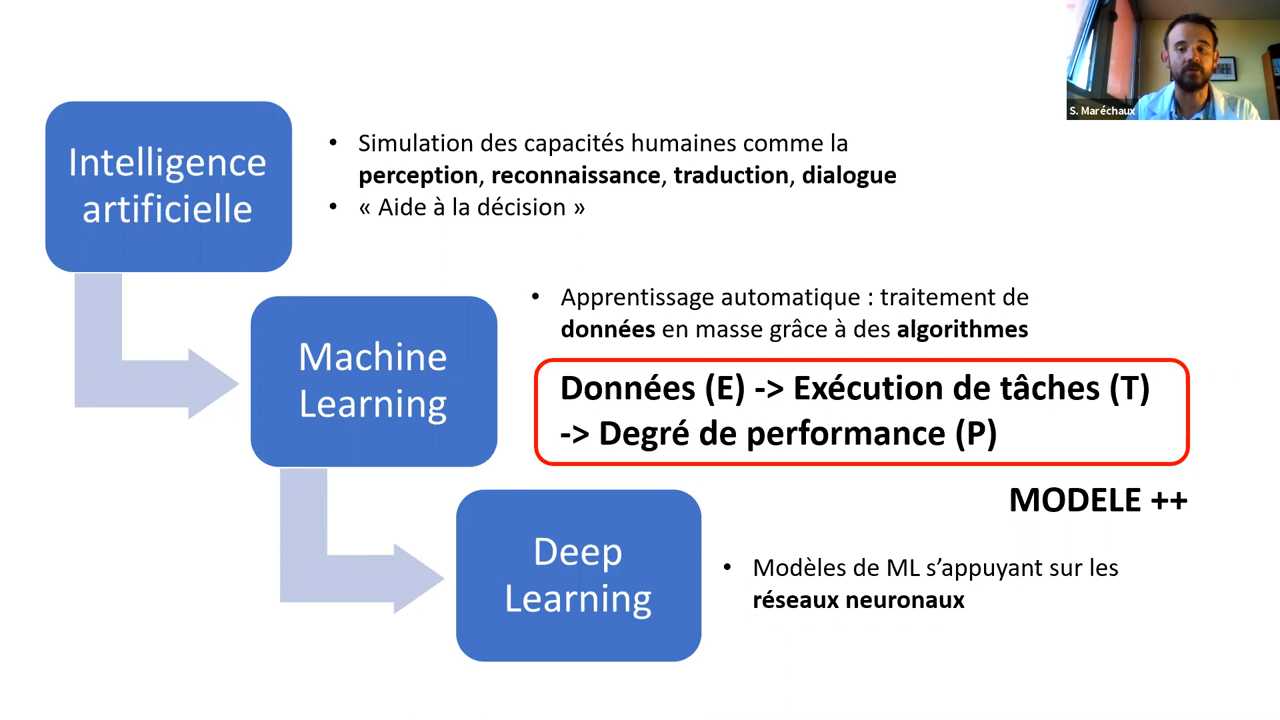 S. Maréchaux
Intelligence
artificielle
• Simulation des capacités humaines comme la
perception, reconnaissance, traduction, dialogue
• « Aide à la décision »
Machine
Learning
• Apprentissage automatique : traitement de
données en masse grâce à des algorithmes
Données (E) -> Exécution de tâches (T)
-> Degré de performance (P)
MODELE ++
Deep
Learning
• Modèles de ML s’appuyant sur les
réseaux neuronaux